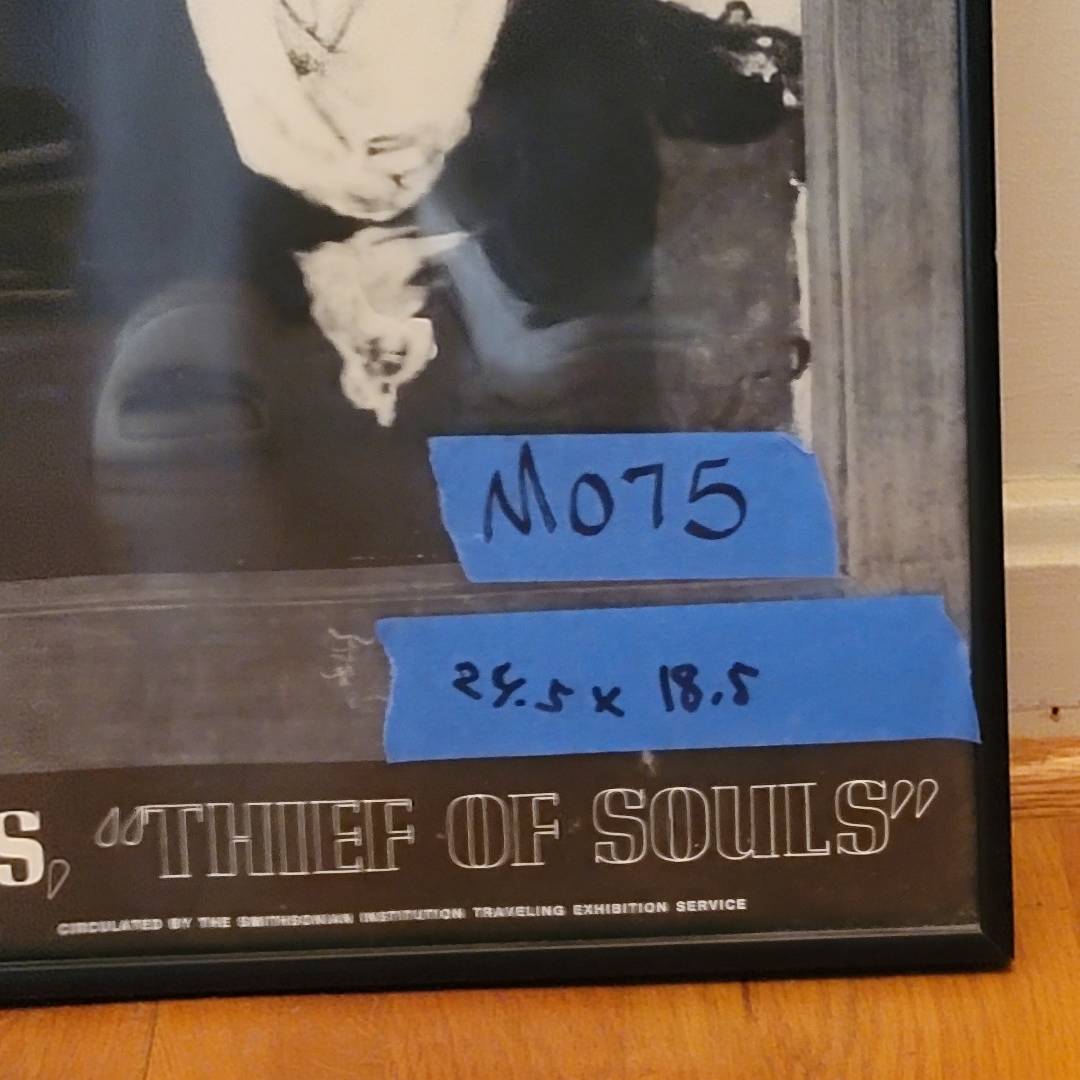 M075
24.5 x 18.5
S, “THIEF OF SOULS”
CIRCULATED BY THE SMITHSONIAN INSTITUTION TRAVELING EXHIBITION SERVICE